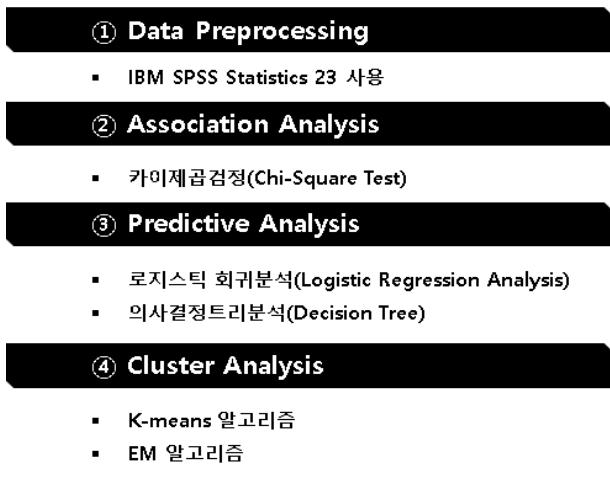 ① Data Preprocessing
▪ IBM SPSS Statistics 23 사용
② Association Analysis
▪ 카이제곱검정(Chi-Square Test)
③ Predictive Analysis
▪ 로지스틱 회귀분석(Logistic Regression Analysis)
▪ 의사결정트리분석(Decision Tree)
④ Cluster Analysis
▪ K-means 알고리즘
▪ EM 알고리즘